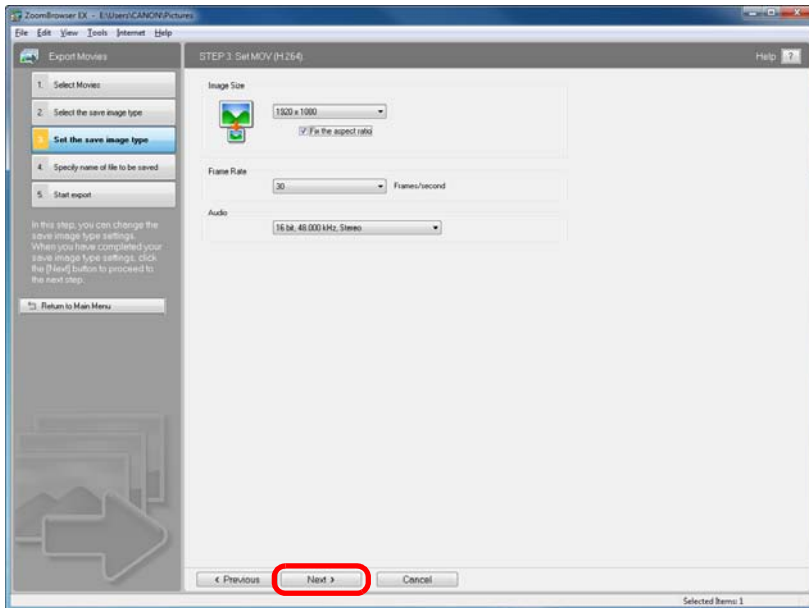 ZoomBrowser EX - E:\Users\CANON\Pictures
File Edit View Tools Internet Help
Export Movies
STEP 3: Set MOV (H.264)
Help ?
1. Select Movies
2. Select the save image type
3. Set the save image type
4. Specify name of file to be saved
5. Start export
In this step, you can change the
save image type settings.
When you have completed your
save image type settings, click
the [Next] button to proceed to
the next step.
Return to Main Menu
Image Size
1920 x 1080
Fix the aspect ratio
Frame Rate
30 Frames/second
Audio
16 bit, 48.000 kHz, Stereo
< Previous Next > Cancel
Selected Items: 1